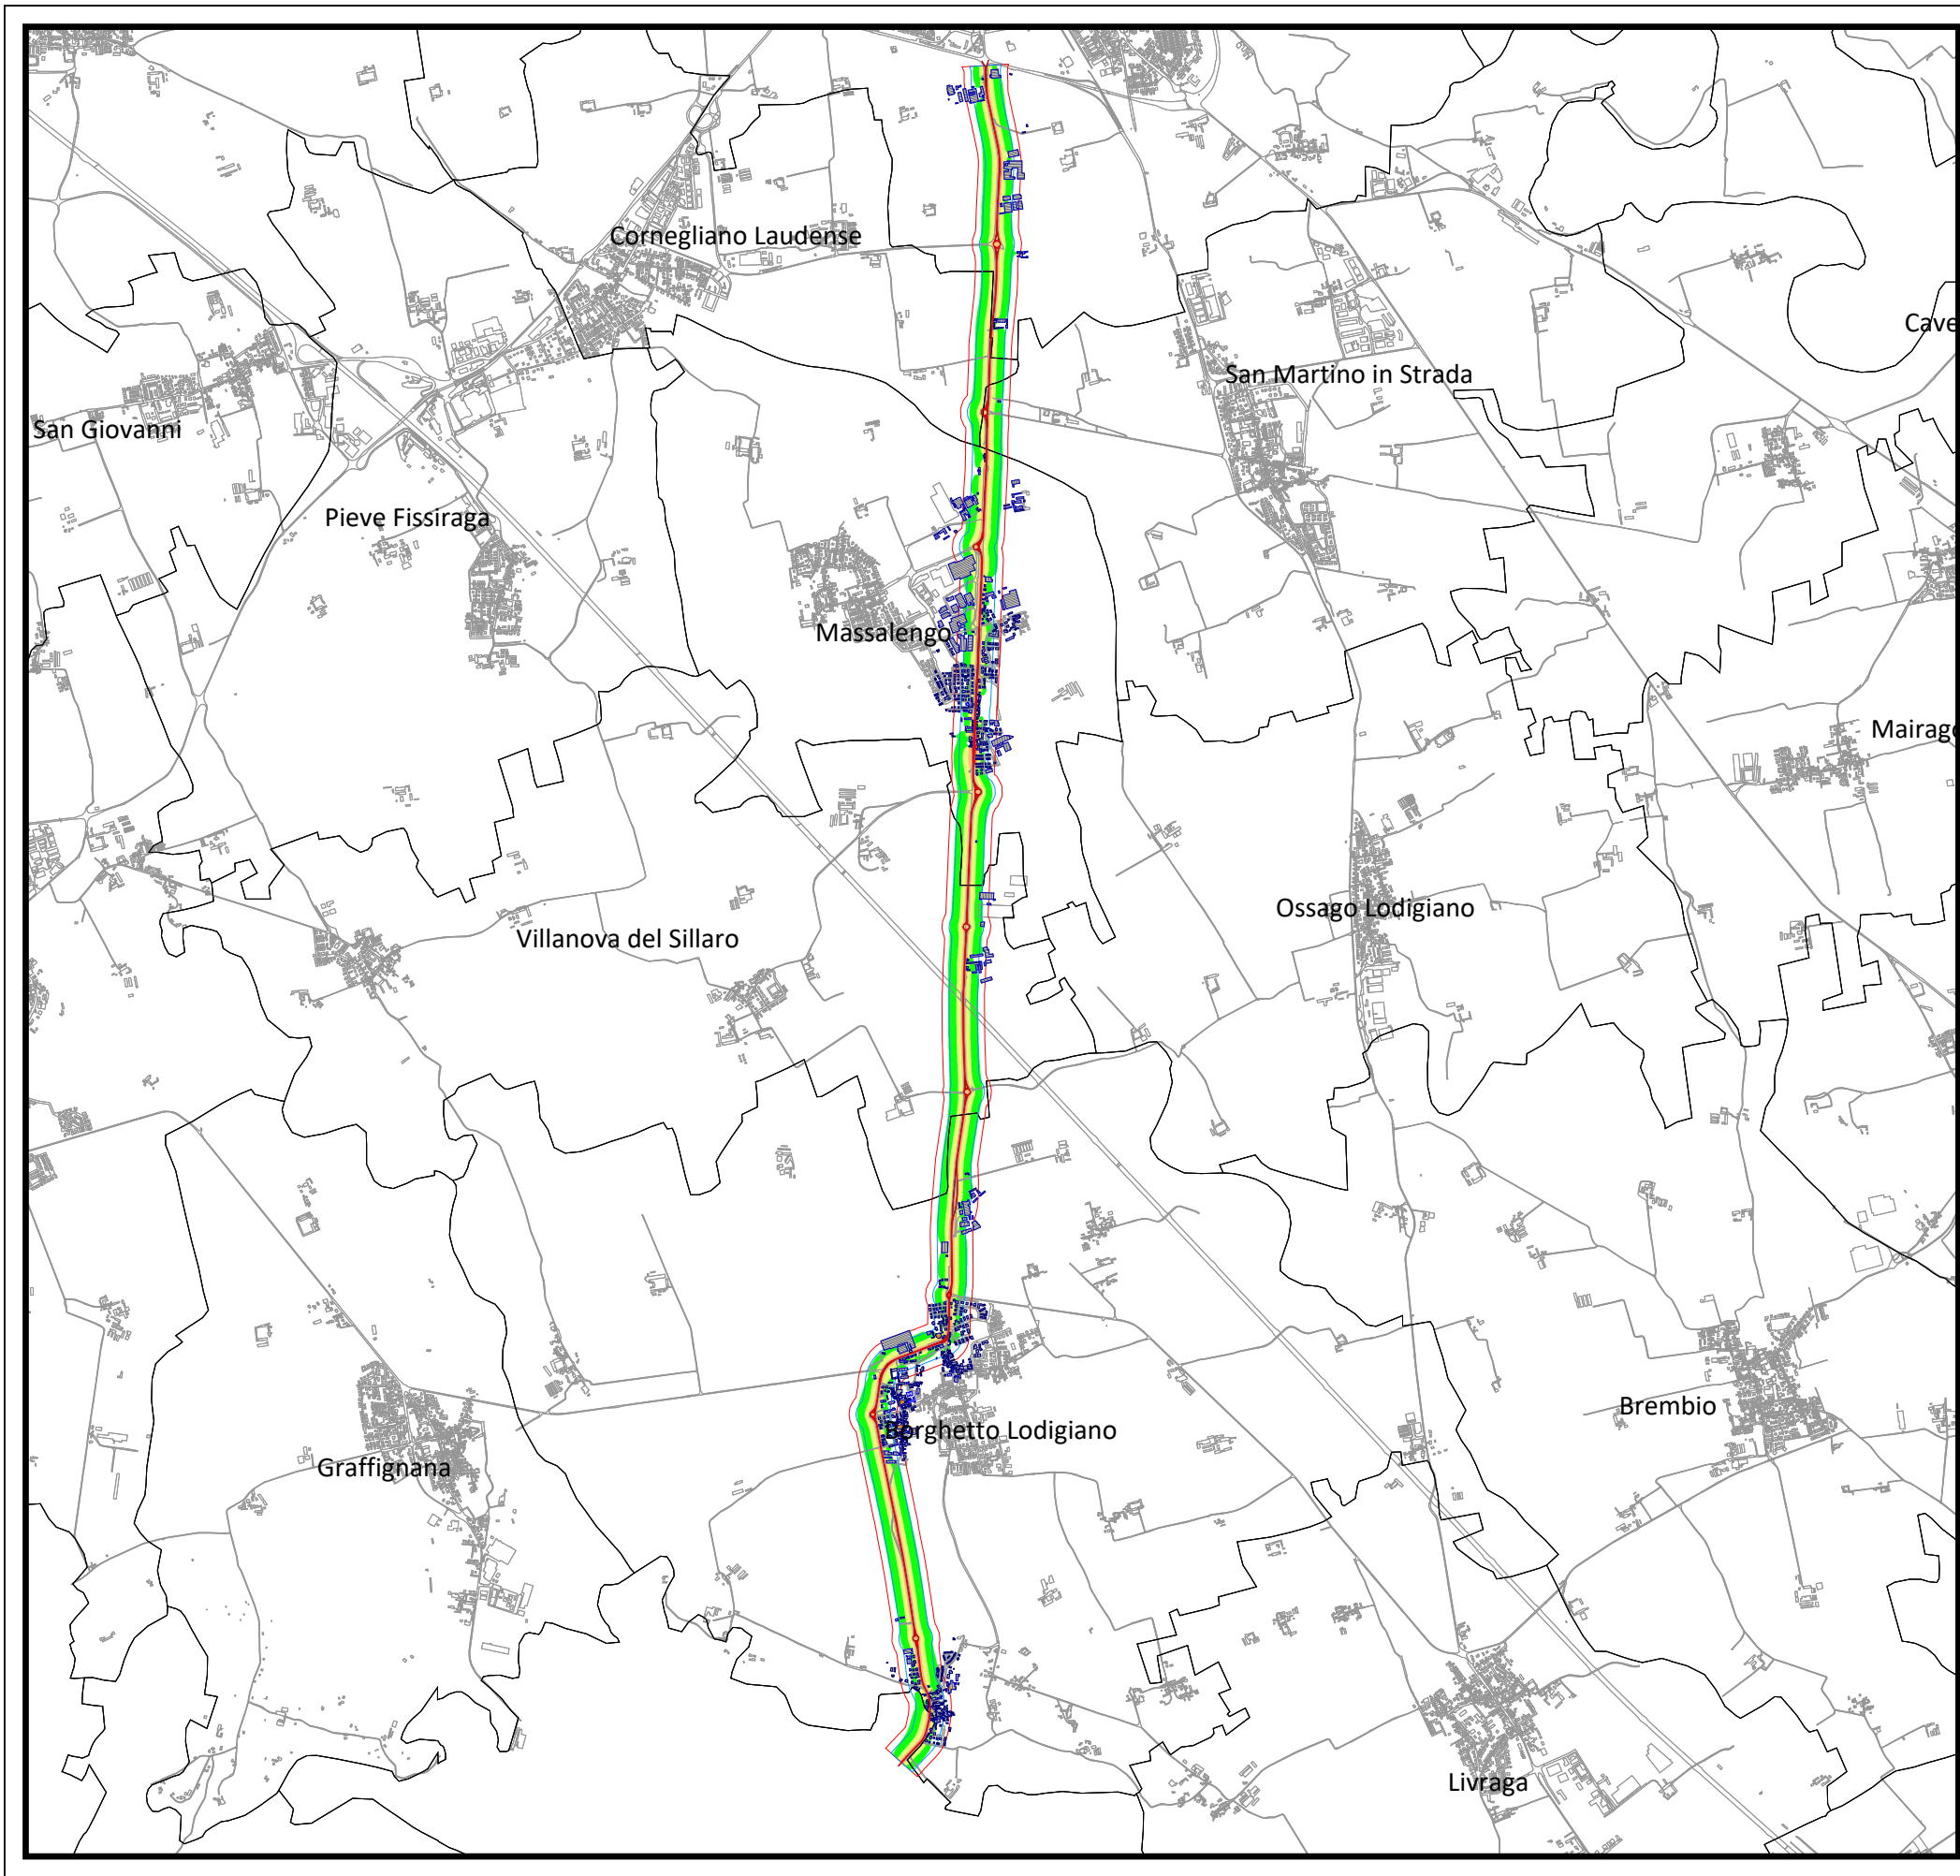 Cornegliano Laudense
Cave
San Martino in Strada
San Giovanni
Pieve Fissiraga
Massalengo
Mairago
Ossago Lodigiano
Villanova del Sillaro
Brembio
Borghetto Lodigiano
Graffignana
Livraga